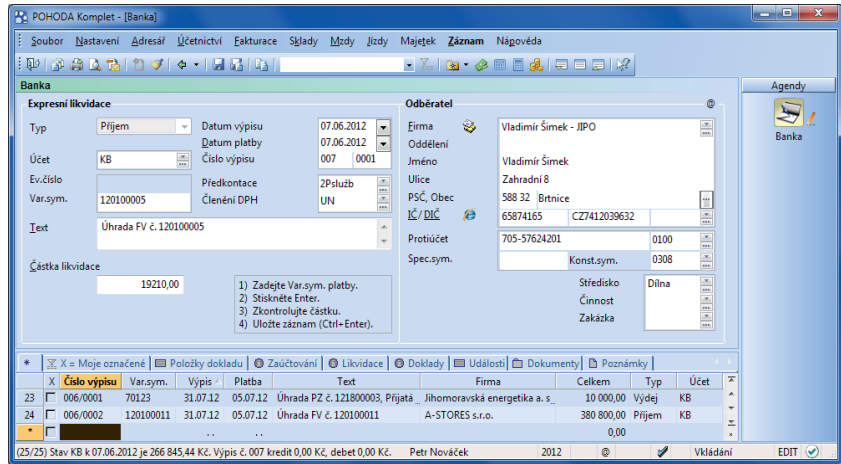 POHODA Komplet - [Banka]
Soubor Nastavení Adresář Účetnictví Fakturace Sklady Mzdy Jízdy Majetek Záznam Nápověda
Banka
Agendy
Banka
Expresní likvidace
Typ Příjem
Datum výpisu 07.06.2012
Datum platby 07.06.2012
Účet KB
Číslo výpisu 007 0001
Ev.číslo
Předkontace 2Pslužb
Var.sym. 120100005
Členění DPH UN
Text Úhrada FV č. 120100005
Částka likvidace
19210,00
1) Zadejte Var.sym. platby.
2) Stiskněte Enter.
3) Zkontrolujte částku.
4) Uložte záznam (Ctrl+Enter).
Odběratel @
Firma Vladimír Šimek - JIPO
Oddělení
Jméno Vladimír Šimek
Ulice Zahradní 8
PSČ, Obec 588 32 Brtnice
IČ/DIČ 65874165 CZ7412039632
Protiúčet 705-57624201 0100
Spec.sym. Konst.sym. 0308
Středisko Dílna
Činnost
Zakázka
* X = Moje označené Položky dokladu Zaúčtování Likvidace Doklady Události Dokumenty Poznámky
X Číslo výpisu Var.sym. Výpis Platba Text Firma Celkem Typ Účet
23 006/0001 70123 31.07.12 05.07.12 Úhrada PZ č. 121800003, Přijatá Jihomoravská energetika a. s 10 000,00 Výdej KB
24 006/0002 120100011 31.07.12 05.07.12 Úhrada FV č. 120100011 A-STORES s.r.o. 380 800,00 Příjem KB
* . . . . 0,00
(25/25) Stav KB k 07.06.2012 je 266 845,44 Kč. Výpis č. 007 kredit 0,00 Kč, debet 0,00 Kč. Petr Nováček 2012 @ Vkládání EDIT